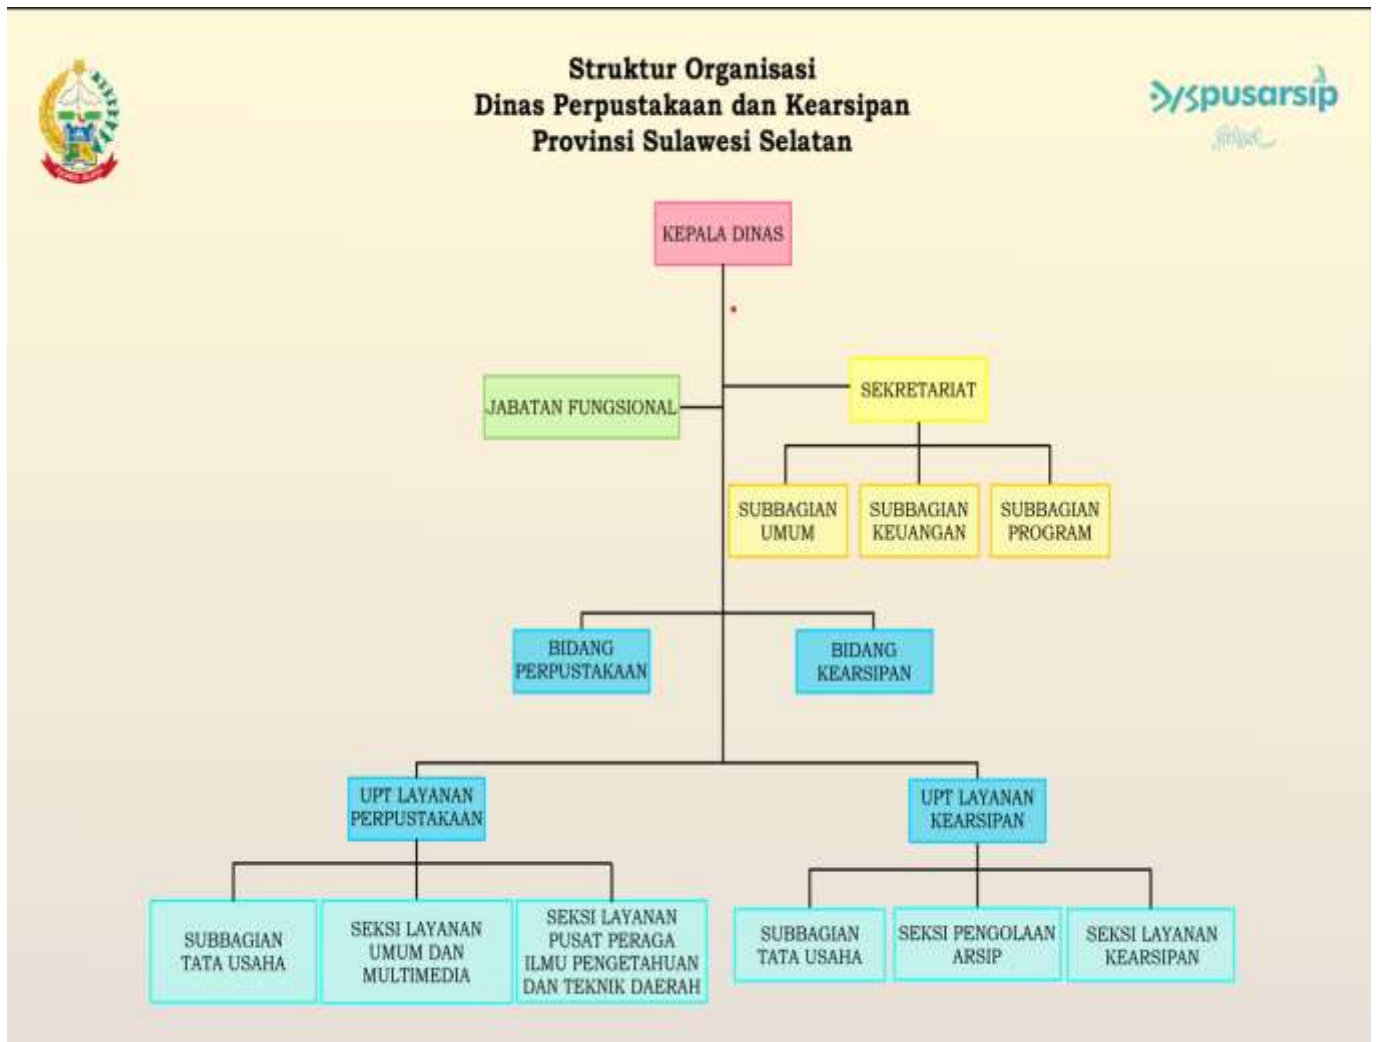 Struktur Organisasi
Dinas Perpustakaan dan Kearsipan
Provinsi Sulawesi Selatan
pusarsip
KEPALA DINAS
SEKRETARIAT
JABATAN FUNGSIONAL
SUBBAGIAN
UMUM
SUBBAGIAN
KEUANGAN
SUBBAGIAN
PROGRAM
BIDANG
PERPUSTAKAAN
BIDANG
KEARSIPAN
UPT LAYANAN
PERPUSTAKAAN
UPT LAYANAN
KEARSIPAN
SUBBAGIAN
TATA USAHA
SEKSI LAYANAN
UMUM DAN
MULTIMEDIA
SEKSI LAYANAN
PUSAT PERAGA
ILMU PENGETAHUAN
DAN TEKNIK DAERAH
SUBBAGIAN
TATA USAHA
SEKSI PENGOLAAN
ARSIP
SEKSI LAYANAN
KEARSIPAN